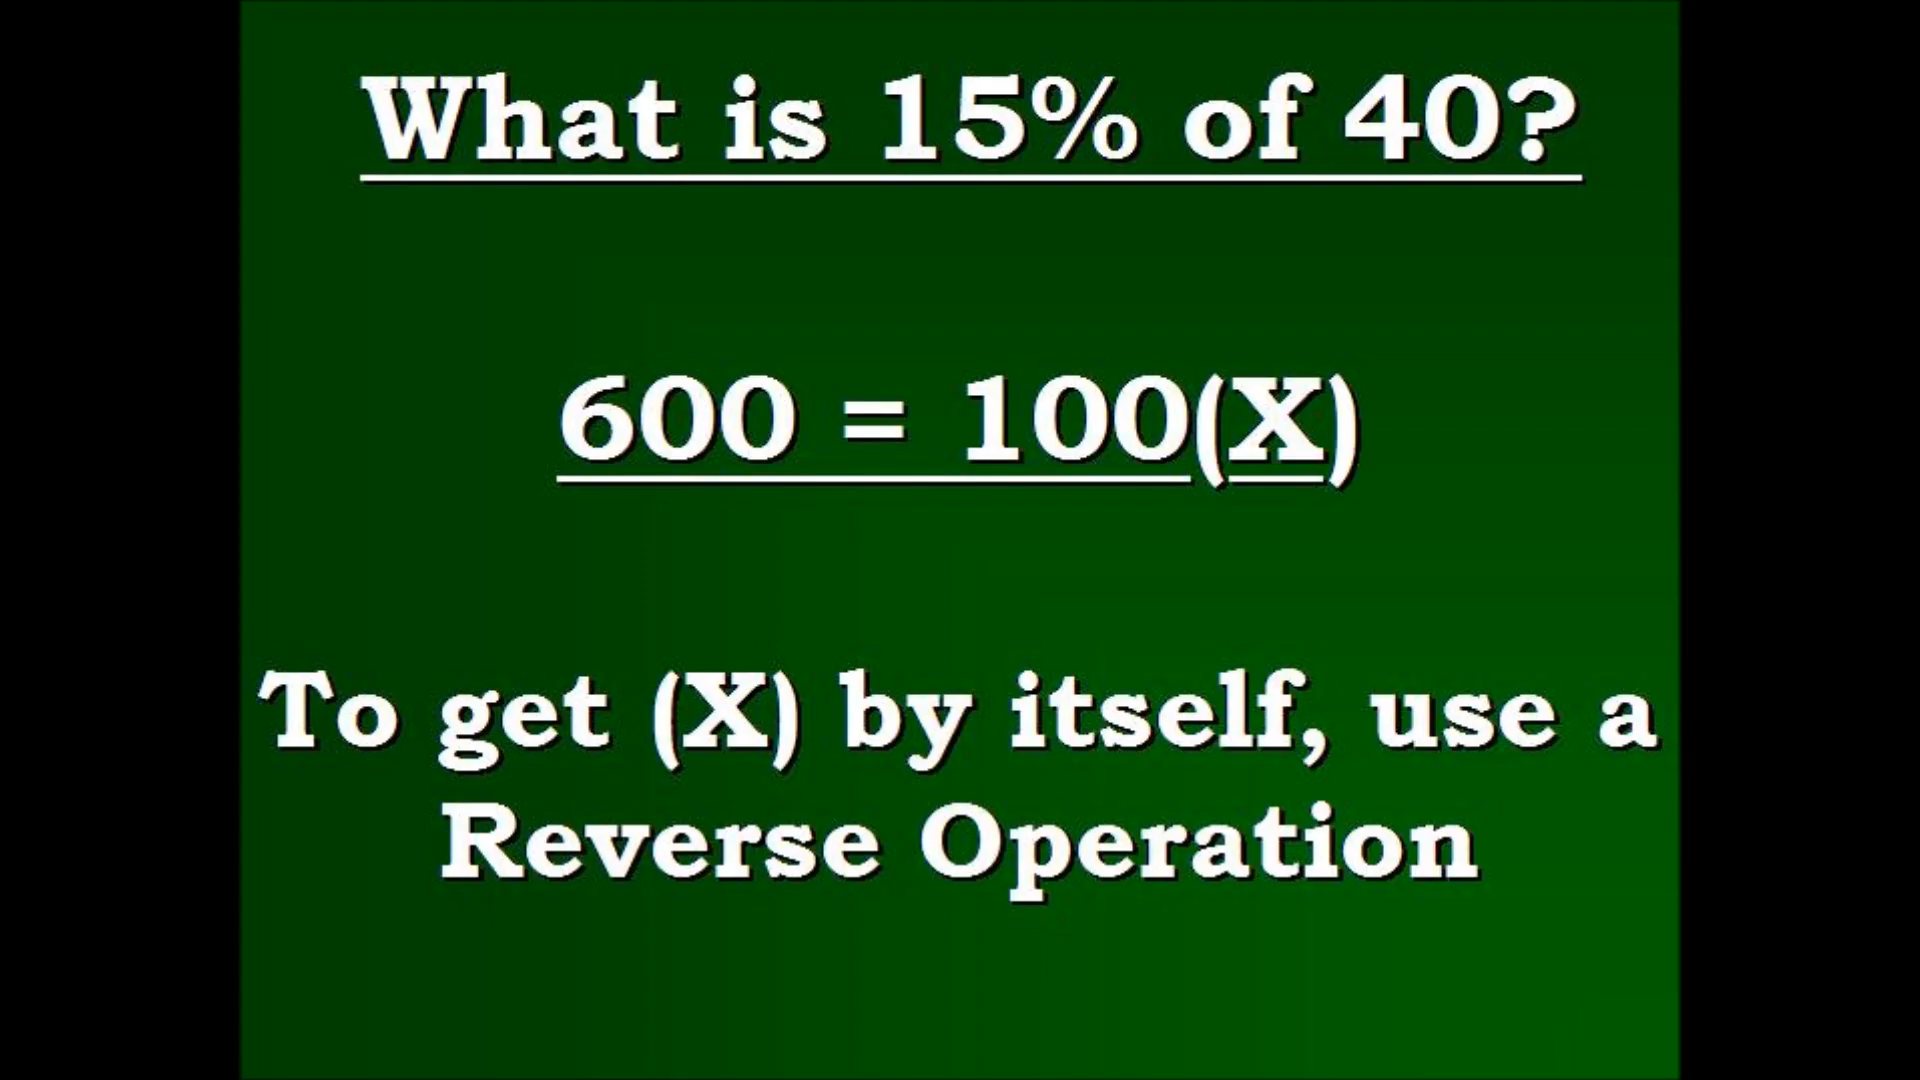 What is 15% of 40?
600 = 100(X)
To get (X) by itself, use a
Reverse Operation